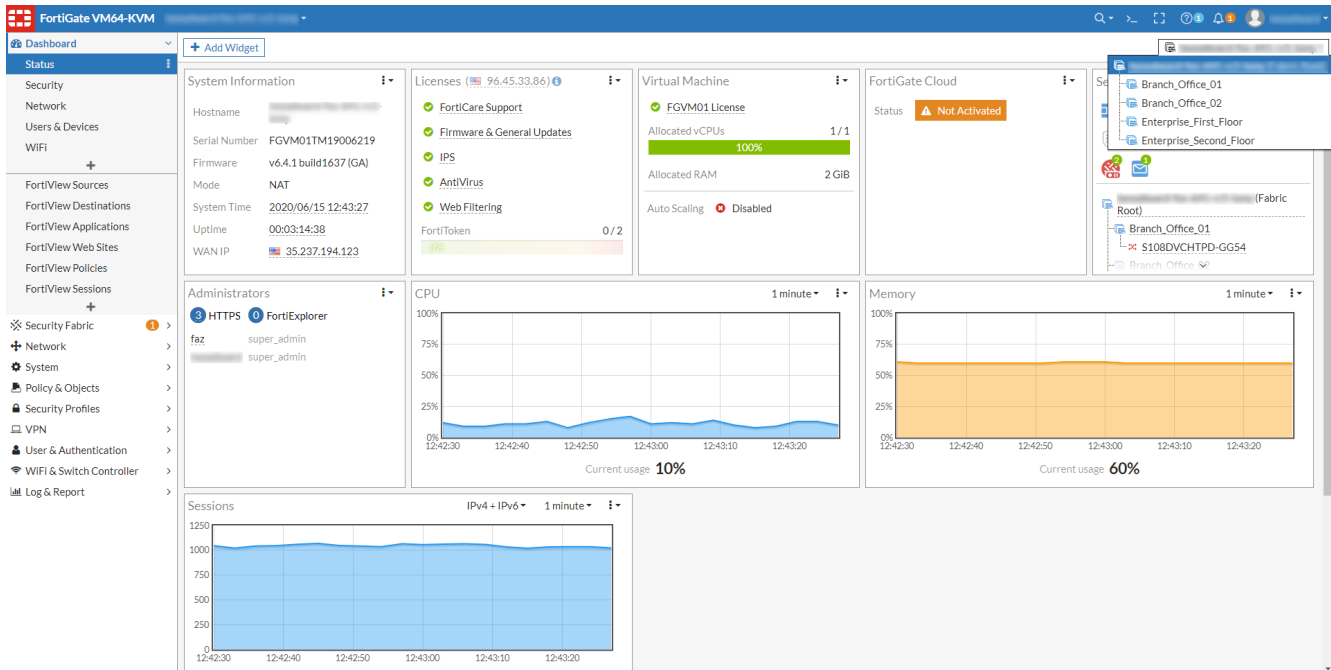 FortiGate VM64-KVM
1
1
Dashboard
Status
Security
Network
Users & Devices
WiFi
+
FortiView Sources
FortiView Destinations
FortiView Applications
FortiView Web Sites
FortiView Policies
FortiView Sessions
+
Security Fabric 1
Network
System
Policy & Objects
Security Profiles
VPN
User & Authentication
WiFi & Switch Controller
Log & Report
+ Add Widget
System Information
Hostname
Serial Number FGVM01TM19006219
Firmware v6.4.1 build1637 (GA)
Mode NAT
System Time 2020/06/15 12:43:27
Uptime 00:03:14:38
WAN IP 35.237.194.123
Licenses ( 96.45.33.86)
FortiCare Support
Firmware & General Updates
IPS
AntiVirus
Web Filtering
FortiToken 0/2
0%
Virtual Machine
FGVM01 License
Allocated vCPUs 1/1
100%
Allocated RAM 2 GiB
Auto Scaling Disabled
FortiGate Cloud
Status Not Activated
Se
Branch_Office_01
Branch_Office_02
Enterprise_First_Floor
Enterprise_Second_Floor
2
1
(Fabric
Root)
Branch_Office_01
S108DVCHTPD-GG54
Branch_Office_02
Administrators
3 HTTPS 0 FortiExplorer
faz super_admin
super_admin
CPU 1 minute
100%
75%
50%
25%
0%
12:42:30 12:42:40 12:42:50 12:43:00 12:43:10 12:43:20
Current usage 10%
Memory 1 minute
100%
75%
50%
25%
0%
12:42:30 12:42:40 12:42:50 12:43:00 12:43:10 12:43:20
Current usage 60%
Sessions IPv4 + IPv6 1 minute
1250
1000
750
500
250
0
12:42:30 12:42:40 12:42:50 12:43:00 12:43:10 12:43:20